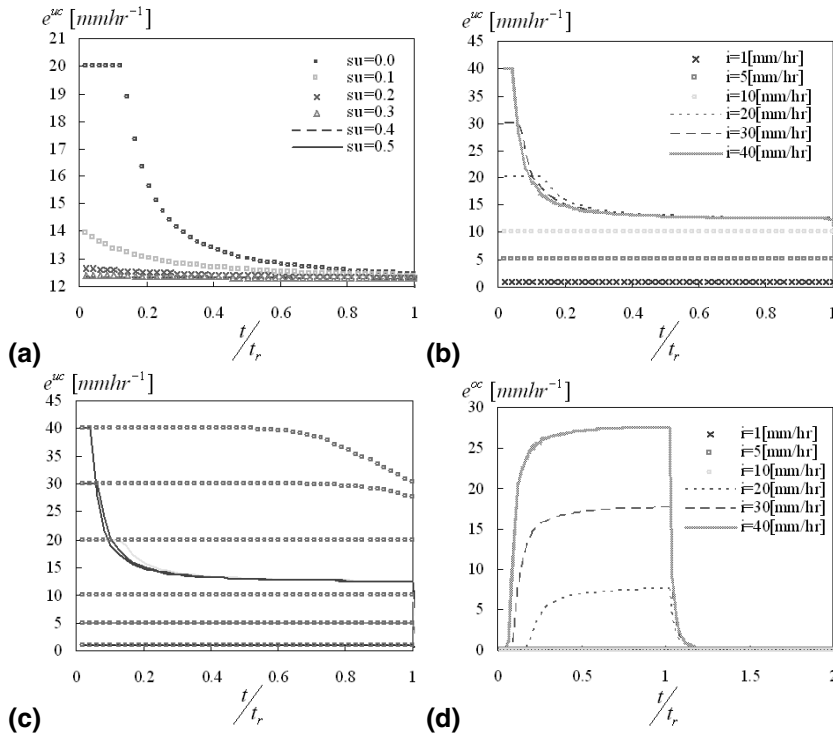 e^{uc} [mmhr^{-1}]
21
20
19
18
17
16
15
14
13
12
su=0.0
su=0.1
su=0.2
su=0.3
su=0.4
su=0.5
0.2
0.4
0.6
0.8
1
t/t_r
(a)
e^{uc} [mmhr^{-1}]
45
40
35
30
25
20
15
10
5
0
i=1[mm/hr]
i=5[mm/hr]
i=10[mm/hr]
i=20[mm/hr]
i=30[mm/hr]
i=40[mm/hr]
0
0.2
0.4
0.6
0.8
1
t/t_r
(b)
e^{uc} [mmhr^{-1}]
45
40
35
30
25
20
15
10
5
0
0
0.2
0.4
0.6
0.8
1
t/t_r
(c)
e^{oc} [mmhr^{-1}]
30
25
20
15
10
5
0
i=1[mm/hr]
i=5[mm/hr]
i=10[mm/hr]
i=20[mm/hr]
i=30[mm/hr]
i=40[mm/hr]
0
0.5
1
1.5
2
t/t_r
(d)